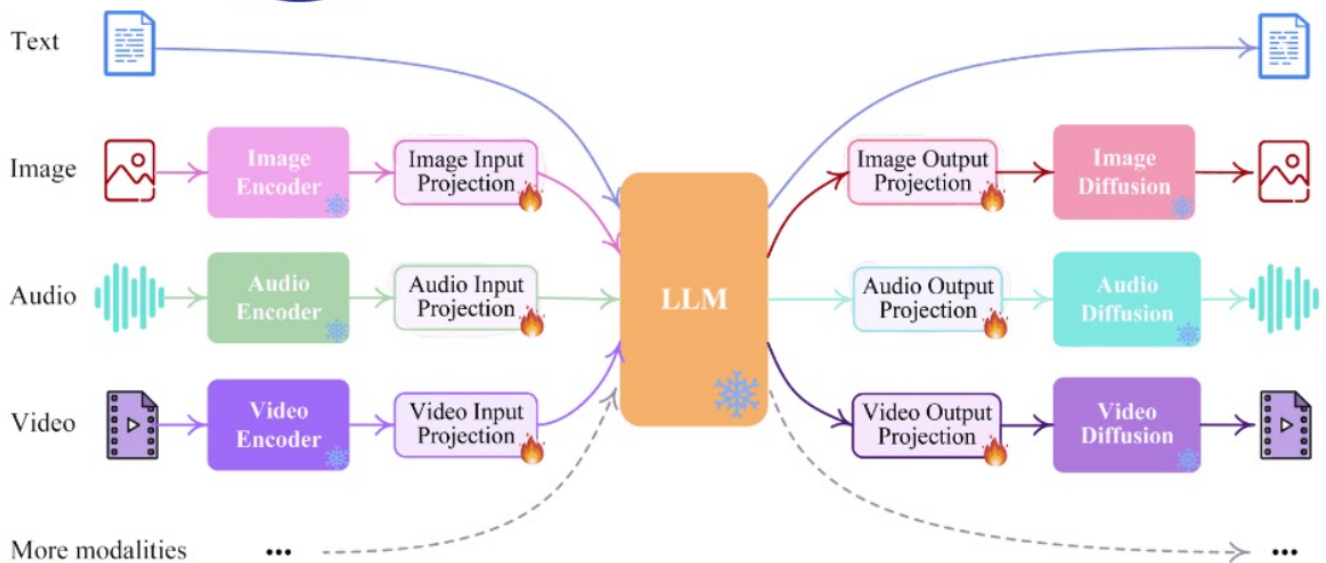 Text
Image
Image
Encoder
Image Input
Projection
Image Output
Projection
Image
Diffusion
Audio
Audio
Encoder
Audio Input
Projection
LLM
Audio Output
Projection
Audio
Diffusion
Video
Video
Encoder
Video Input
Projection
Video Output
Projection
Video
Diffusion
More modalities
...
...